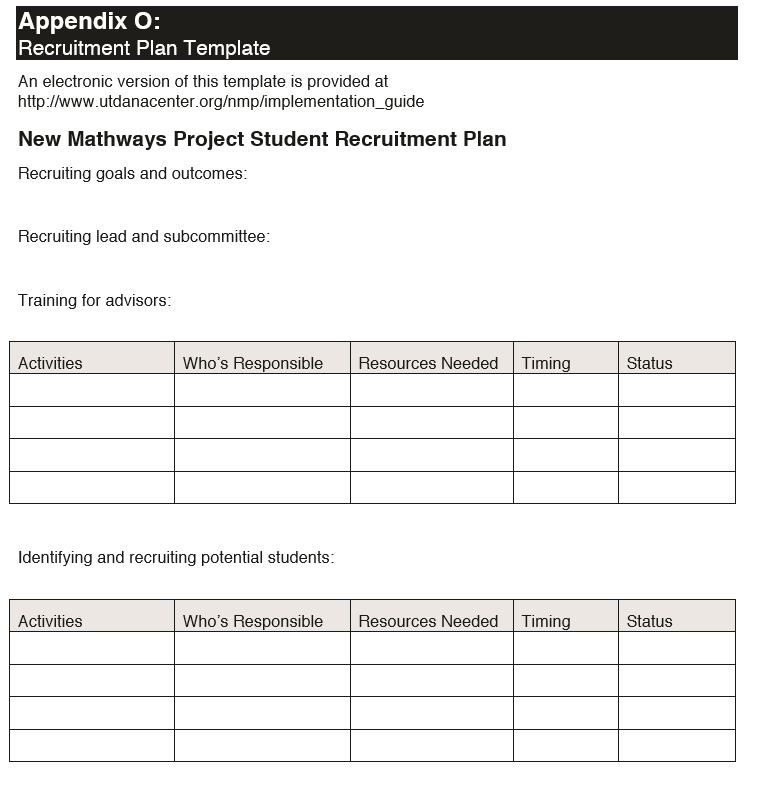 Appendix O:
Recruitment Plan Template
An electronic version of this template is provided at
http://www.utdanacenter.org/nmp/implementation_guide
New Mathways Project Student Recruitment Plan
Recruiting goals and outcomes:
Recruiting lead and subcommittee:
Training for advisors:
Activities Who’s Responsible Resources Needed Timing Status
Identifying and recruiting potential students:
Activities Who’s Responsible Resources Needed Timing Status